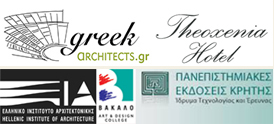 greek
ARCHITECTS.gr
Theoxenia
Hotel
ΕΙΑ
ΕΛΛΗΝΙΚΟ ΙΝΣΤΙΤΟΥΤΟ ΑΡΧΙΤΕΚΤΟΝΙΚΗΣ
HELLENIC INSTITUTE OF ARCHITECTURE
ΒΑΚΑΛΟ
ART & DESIGN
COLLEGE
ΠΑΝΕΠΙΣΤΗΜΙΑΚΕΣ
ΕΚΔΟΣΕΙΣ ΚΡΗΤΗΣ
Ίδρυμα Τεχνολογίας και Έρευνας